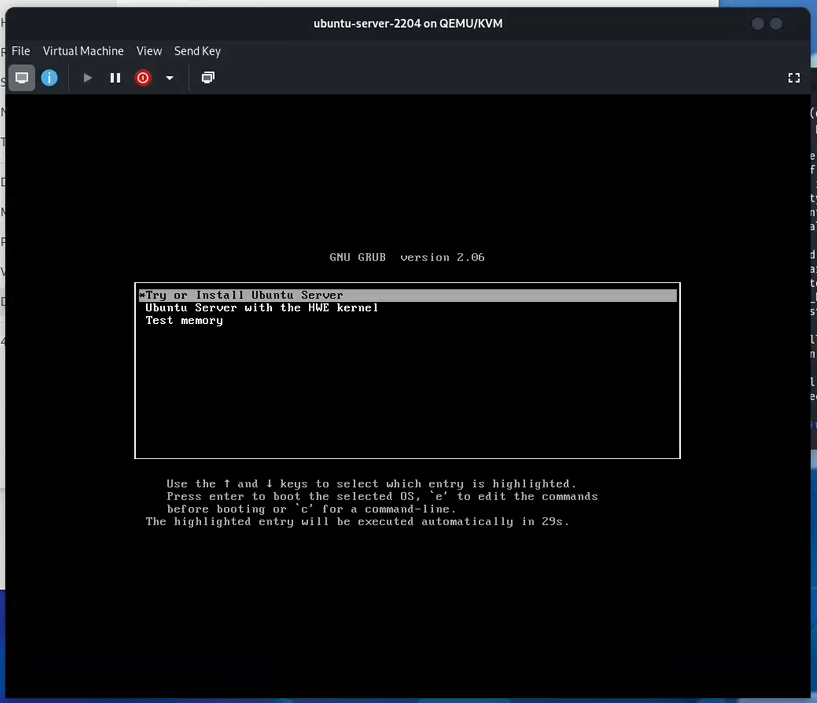 ubuntu-server-2204 on QEMU/KVM
File Virtual Machine View Send Key
GNU GRUB version 2.06
*Try or Install Ubuntu Server
Ubuntu Server with the HWE kernel
Test memory
Use the ↑ and ↓ keys to select which entry is highlighted.
Press enter to boot the selected OS, `e' to edit the commands
before booting or `c' for a command-line.
The highlighted entry will be executed automatically in 29s.